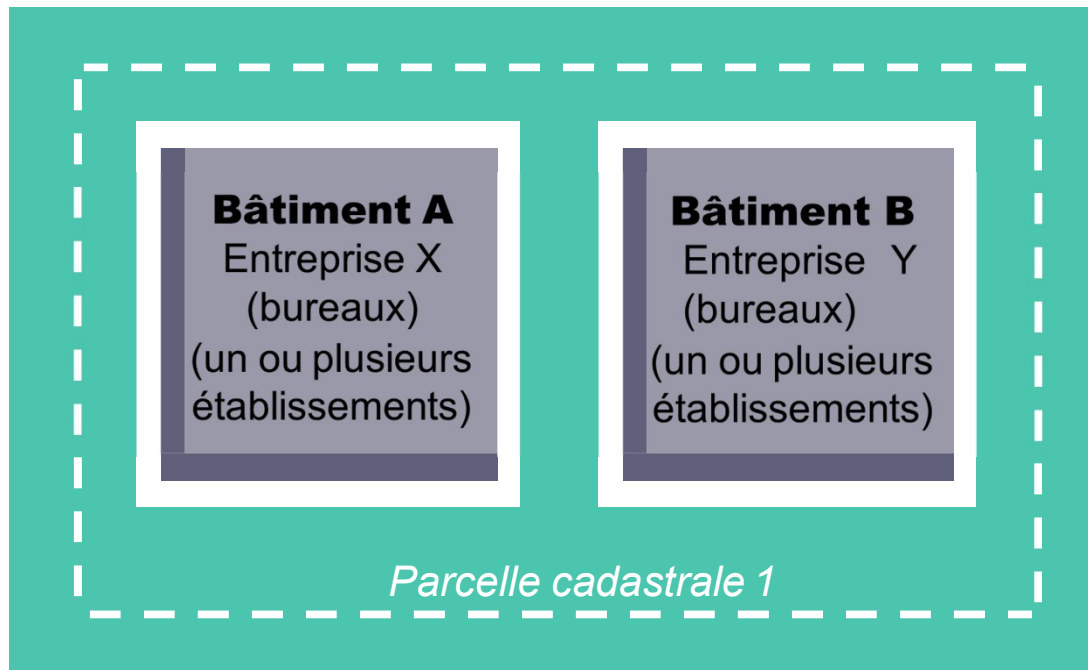 Bâtiment A
Entreprise X
(bureaux)
(un ou plusieurs
établissements)
Bâtiment B
Entreprise Y
(bureaux)
(un ou plusieurs
établissements)
Parcelle cadastrale 1